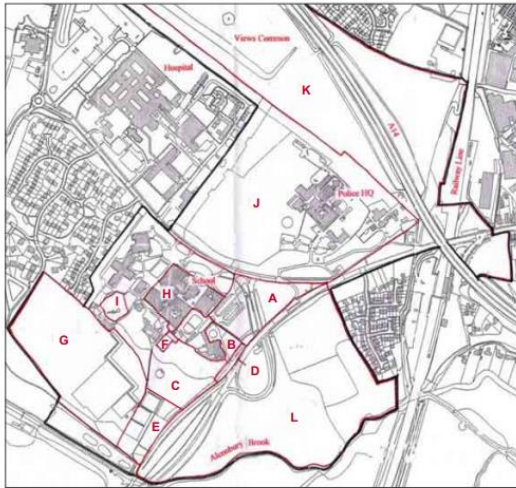 Views Common
Hospital
K
A14
Railway Line
J
Police HQ
School
I
H
A
G
F
B
D
C
E
L
Alconbury Brook